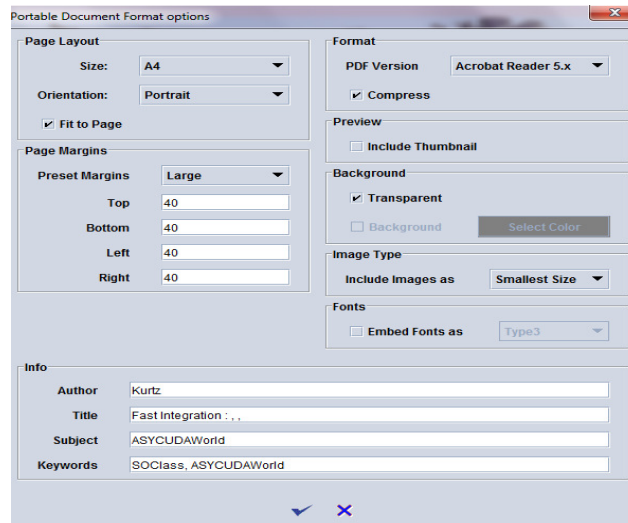 Portable Document Format options
Page Layout
Size: A4
Orientation: Portrait
Fit to Page
Page Margins
Preset Margins Large
Top 40
Bottom 40
Left 40
Right 40
Format
PDF Version Acrobat Reader 5.x
Compress
Preview
Include Thumbnail
Background
Transparent
Background Select Color
Image Type
Include Images as Smallest Size
Fonts
Embed Fonts as Type3
Info
Author Kurtz
Title Fast Integration : , ,
Subject ASYCUDAWorld
Keywords SOClass, ASYCUDAWorld